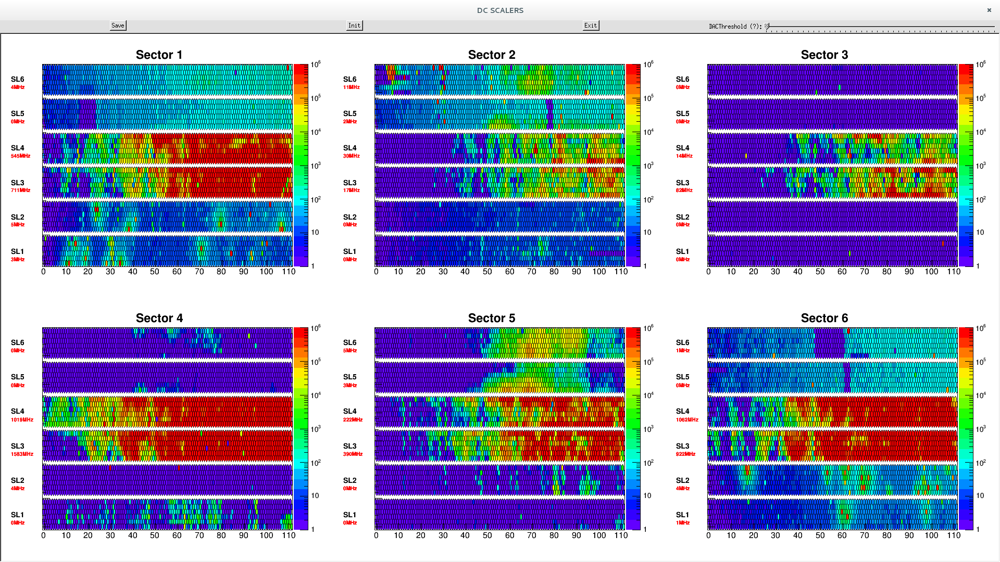 DC SCALERS ×
Save Init Exit DACThreshold (?):
Sector 1
SL6
4MHz
SL5
0MHz
SL4
545MHz
SL3
711MHz
SL2
5MHz
SL1
3MHz
0 10 20 30 40 50 60 70 80 90 100 110
10^6
10^5
10^4
10^3
10^2
10
1
Sector 2
SL6
11MHz
SL5
2MHz
SL4
30MHz
SL3
17MHz
SL2
0MHz
SL1
0MHz
0 10 20 30 40 50 60 70 80 90 100 110
10^6
10^5
10^4
10^3
10^2
10
1
Sector 3
SL6
0MHz
SL5
0MHz
SL4
14MHz
SL3
82MHz
SL2
0MHz
SL1
0MHz
0 10 20 30 40 50 60 70 80 90 100 110
10^6
10^5
10^4
10^3
10^2
10
1
Sector 4
SL6
0MHz
SL5
0MHz
SL4
1019MHz
SL3
1583MHz
SL2
4MHz
SL1
0MHz
0 10 20 30 40 50 60 70 80 90 100 110
10^6
10^5
10^4
10^3
10^2
10
1
Sector 5
SL6
5MHz
SL5
3MHz
SL4
222MHz
SL3
390MHz
SL2
0MHz
SL1
0MHz
0 10 20 30 40 50 60 70 80 90 100 110
10^6
10^5
10^4
10^3
10^2
10
1
Sector 6
SL6
1MHz
SL5
0MHz
SL4
1062MHz
SL3
922MHz
SL2
4MHz
SL1
1MHz
0 10 20 30 40 50 60 70 80 90 100 110
10^6
10^5
10^4
10^3
10^2
10
1